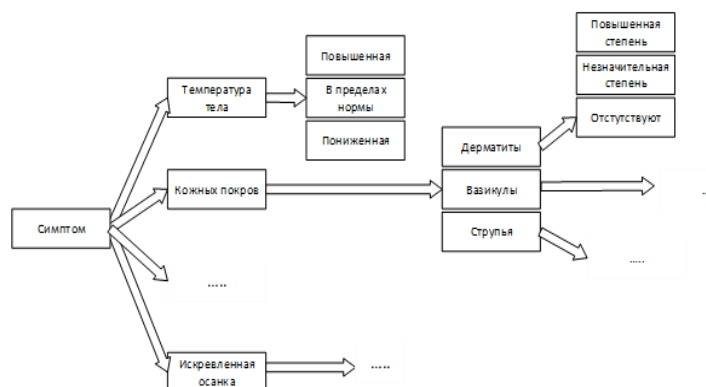 Повышенная
степень
Незначительная
степень
Отстутствуют
Повышенная
В пределах
нормы
Пониженная
Температура
тела
Дерматиты
Вазикулы
Струпья
Кожных покров
Симптом
.....
.....
.....
Искревленная
осанка